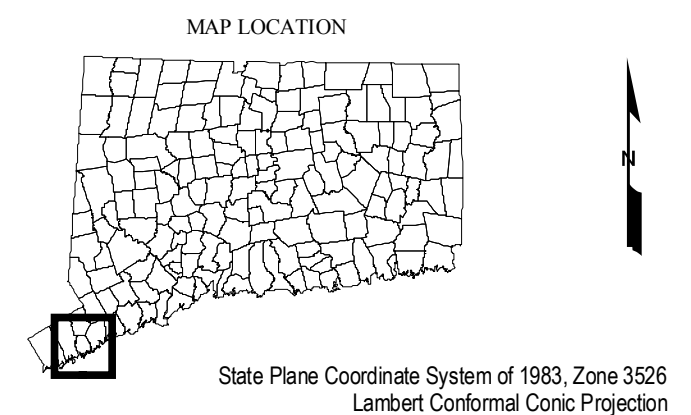 MAP LOCATION
N
State Plane Coordinate System of 1983, Zone 3526
Lambert Conformal Conic Projection